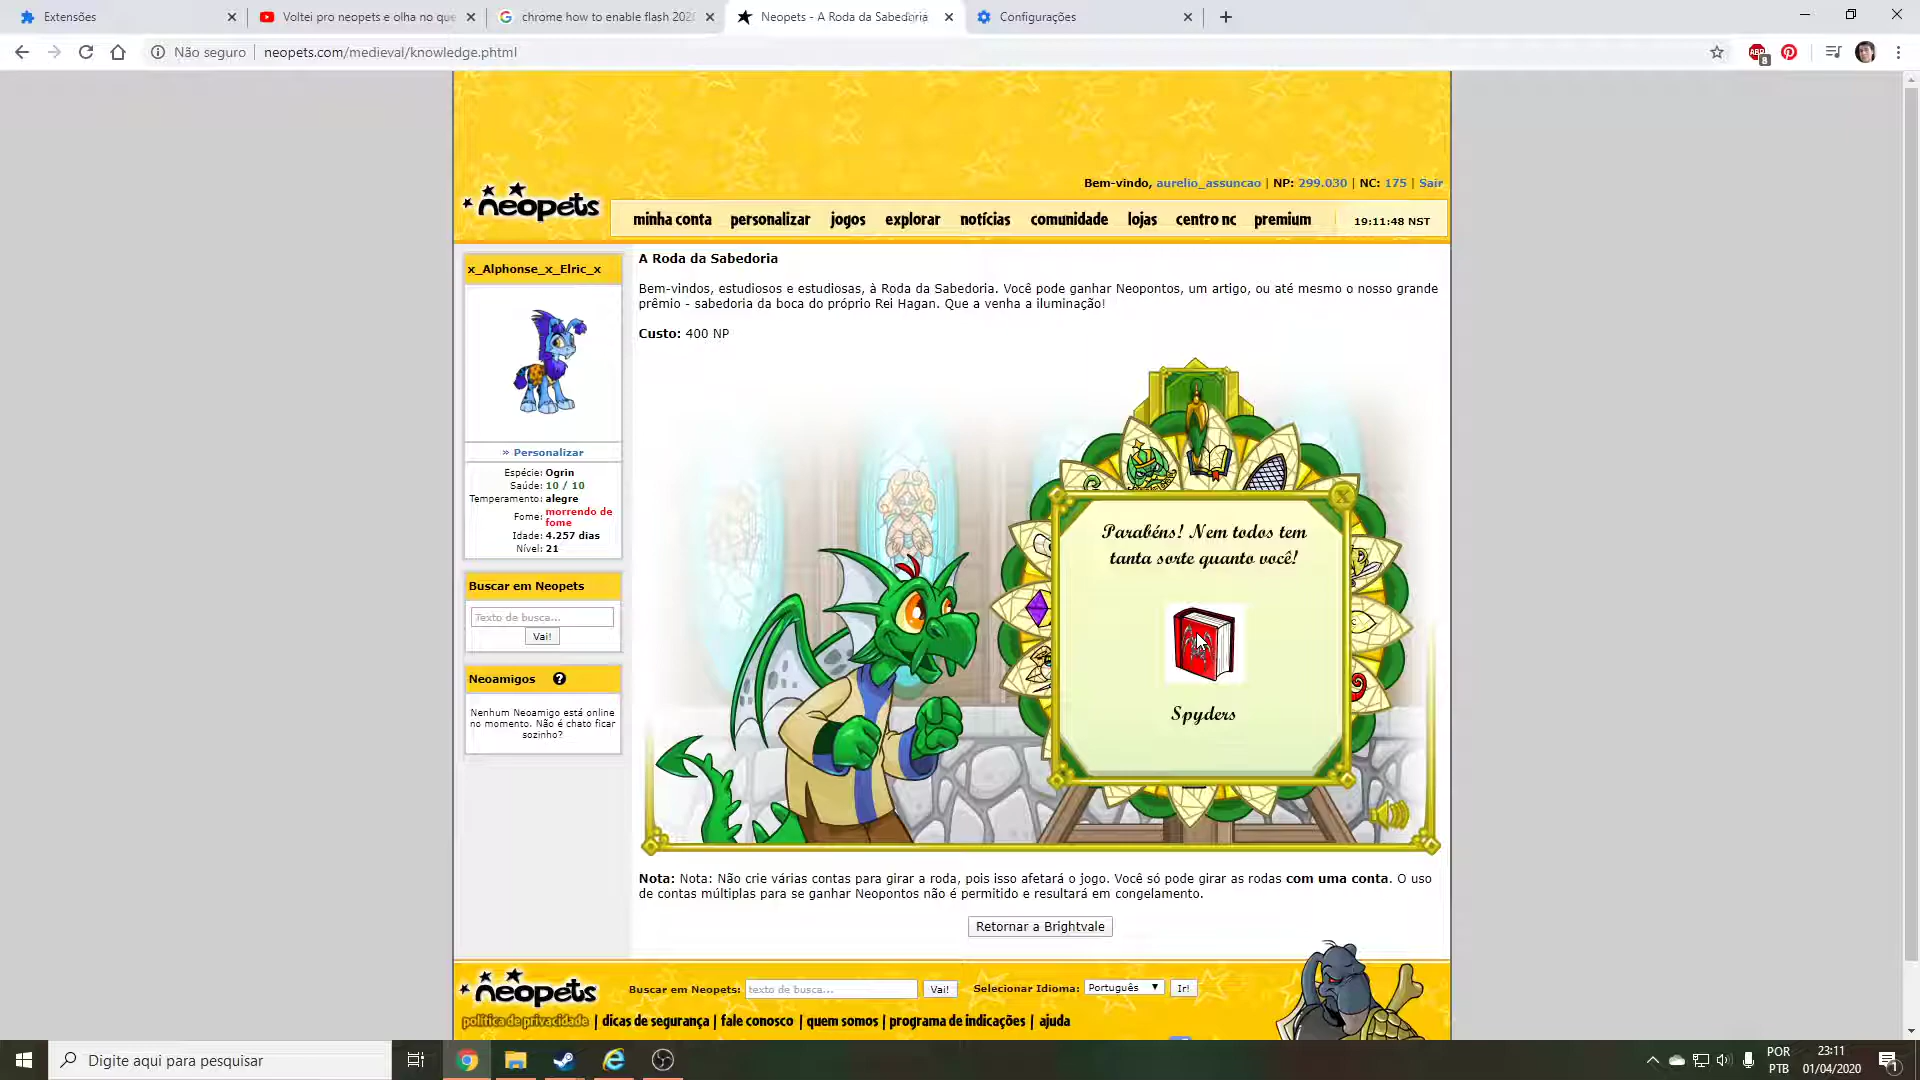 Extensões
Voltei pro neopets e olha no que
chrome how to enable flash 2020
Neopets - A Roda da Sabedoria
Configurações
Não seguro
neopets.com/medieval/knowledge.phtml
ABP
8
Bem-vindo, aurelio_assuncao | NP: 299.030 | NC: 175 | Sair
neopets
minha conta personalizar jogos explorar notícias comunidade lojas centro nc premium 19:11:48 NST
x_Alphonse_x_Elric_x
» Personalizar
Espécie: Ogrin
Saúde: 10 / 10
Temperamento: alegre
Fome: morrendo de
fome
Idade: 4.257 dias
Nível: 21
Buscar em Neopets
Texto de busca...
Vai!
Neoamigos ?
Nenhum Neoamigo está online
no momento. Não é chato ficar
sozinho?
A Roda da Sabedoria
Bem-vindos, estudiosos e estudiosas, à Roda da Sabedoria. Você pode ganhar Neopontos, um artigo, ou até mesmo o nosso grande
prêmio - sabedoria da boca do próprio Rei Hagan. Que a venha a iluminação!
Custo: 400 NP
X
Parabéns! Nem todos tem
tanta sorte quanto você!
Spyders
Nota: Nota: Não crie várias contas para girar a roda, pois isso afetará o jogo. Você só pode girar as rodas com uma conta. O uso
de contas múltiplas para se ganhar Neopontos não é permitido e resultará em congelamento.
Retornar a Brightvale
neopets
Buscar em Neopets: texto de busca... Vai! Selecionar Idioma: Português Ir!
política de privacidade | dicas de segurança | fale conosco | quem somos | programa de indicações | ajuda
Digite aqui para pesquisar
POR
PTB
23:11
01/04/2020
1